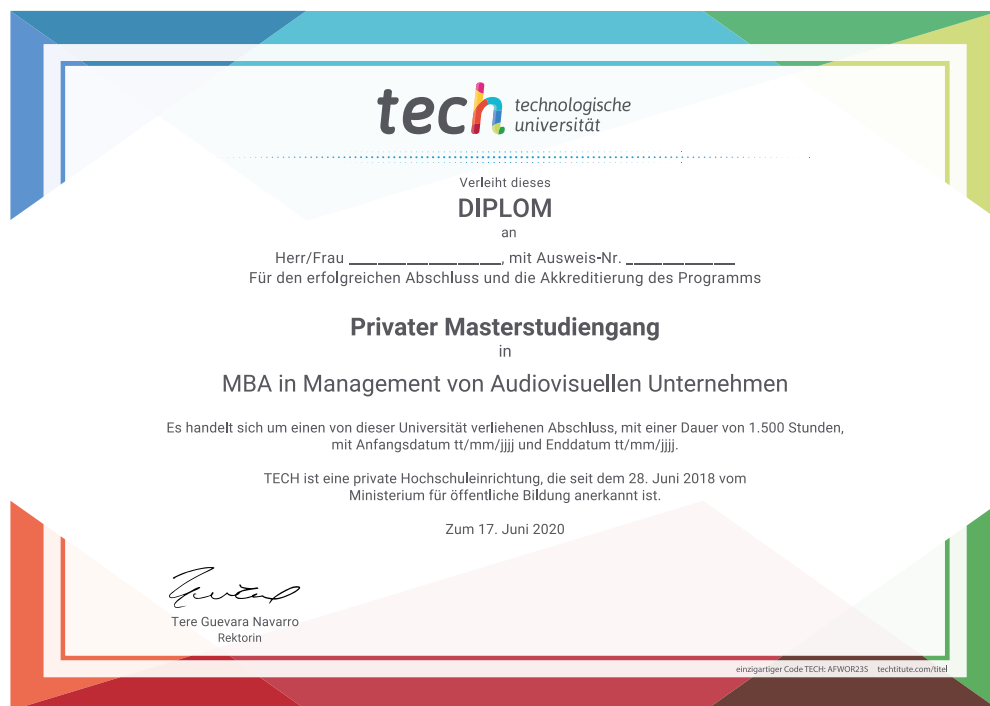 tech technologische
universität
Verleiht dieses
DIPLOM
an
Herr/Frau ____________________, mit Ausweis-Nr. ______________
Für den erfolgreichen Abschluss und die Akkreditierung des Programms
Privater Masterstudiengang
in
MBA in Management von Audiovisuellen Unternehmen
Es handelt sich um einen von dieser Universität verliehenen Abschluss, mit einer Dauer von 1.500 Stunden,
mit Anfangsdatum tt/mm/jjjj und Enddatum tt/mm/jjjj.
TECH ist eine private Hochschuleinrichtung, die seit dem 28. Juni 2018 vom
Ministerium für öffentliche Bildung anerkannt ist.
Zum 17. Juni 2020
Tere Guevara Navarro
Rektorin
einzigartiger Code TECH: AFWOR23S techtitute.com/titel